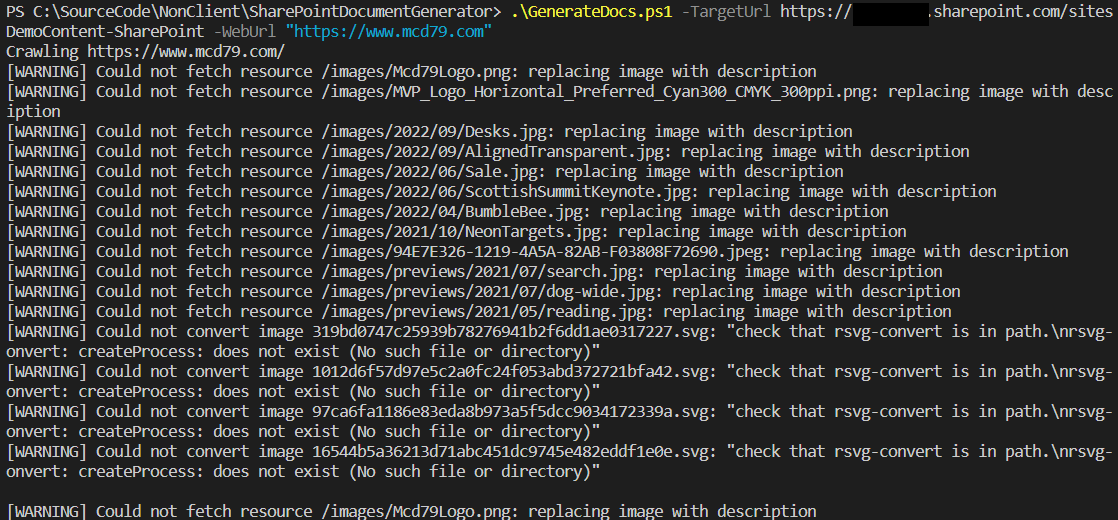 PS C:\SourceCode\NonClient\SharePointDocumentGenerator> .\GenerateDocs.ps1 -TargetUrl https://.sharepoint.com/sites
DemoContent-SharePoint -WebUrl "https://www.mcd79.com"
Crawling https://www.mcd79.com/
[WARNING] Could not fetch resource /images/Mcd79Logo.png: replacing image with description
[WARNING] Could not fetch resource /images/MVP_Logo_Horizontal_Preferred_Cyan300_CMYK_300ppi.png: replacing image with desc
iption
[WARNING] Could not fetch resource /images/2022/09/Desks.jpg: replacing image with description
[WARNING] Could not fetch resource /images/2022/09/AlignedTransparent.jpg: replacing image with description
[WARNING] Could not fetch resource /images/2022/06/Sale.jpg: replacing image with description
[WARNING] Could not fetch resource /images/2022/06/ScottishSummitKeynote.jpg: replacing image with description
[WARNING] Could not fetch resource /images/2022/04/BumbleBee.jpg: replacing image with description
[WARNING] Could not fetch resource /images/2021/10/NeonTargets.jpg: replacing image with description
[WARNING] Could not fetch resource /images/94E7E326-1219-4A5A-82AB-F03808F72690.jpeg: replacing image with description
[WARNING] Could not fetch resource /images/previews/2021/07/search.jpg: replacing image with description
[WARNING] Could not fetch resource /images/previews/2021/07/dog-wide.jpg: replacing image with description
[WARNING] Could not fetch resource /images/previews/2021/05/reading.jpg: replacing image with description
[WARNING] Could not convert image 319bd0747c25939b78276941b2f6dd1ae0317227.svg: "check that rsvg-convert is in path.\nrsvg-
onvert: createProcess: does not exist (No such file or directory)"
[WARNING] Could not convert image 1012d6f57d97e5c2a0fc24f053abd372721bfa42.svg: "check that rsvg-convert is in path.\nrsvg-
onvert: createProcess: does not exist (No such file or directory)"
[WARNING] Could not convert image 97ca6fa1186e83eda8b973a5f5dcc9034172339a.svg: "check that rsvg-convert is in path.\nrsvg-
onvert: createProcess: does not exist (No such file or directory)"
[WARNING] Could not convert image 16544b5a36213d71abc451dc9745e482eddf1e0e.svg: "check that rsvg-convert is in path.\nrsvg-
onvert: createProcess: does not exist (No such file or directory)"
[WARNING] Could not fetch resource /images/Mcd79Logo.png: replacing image with description